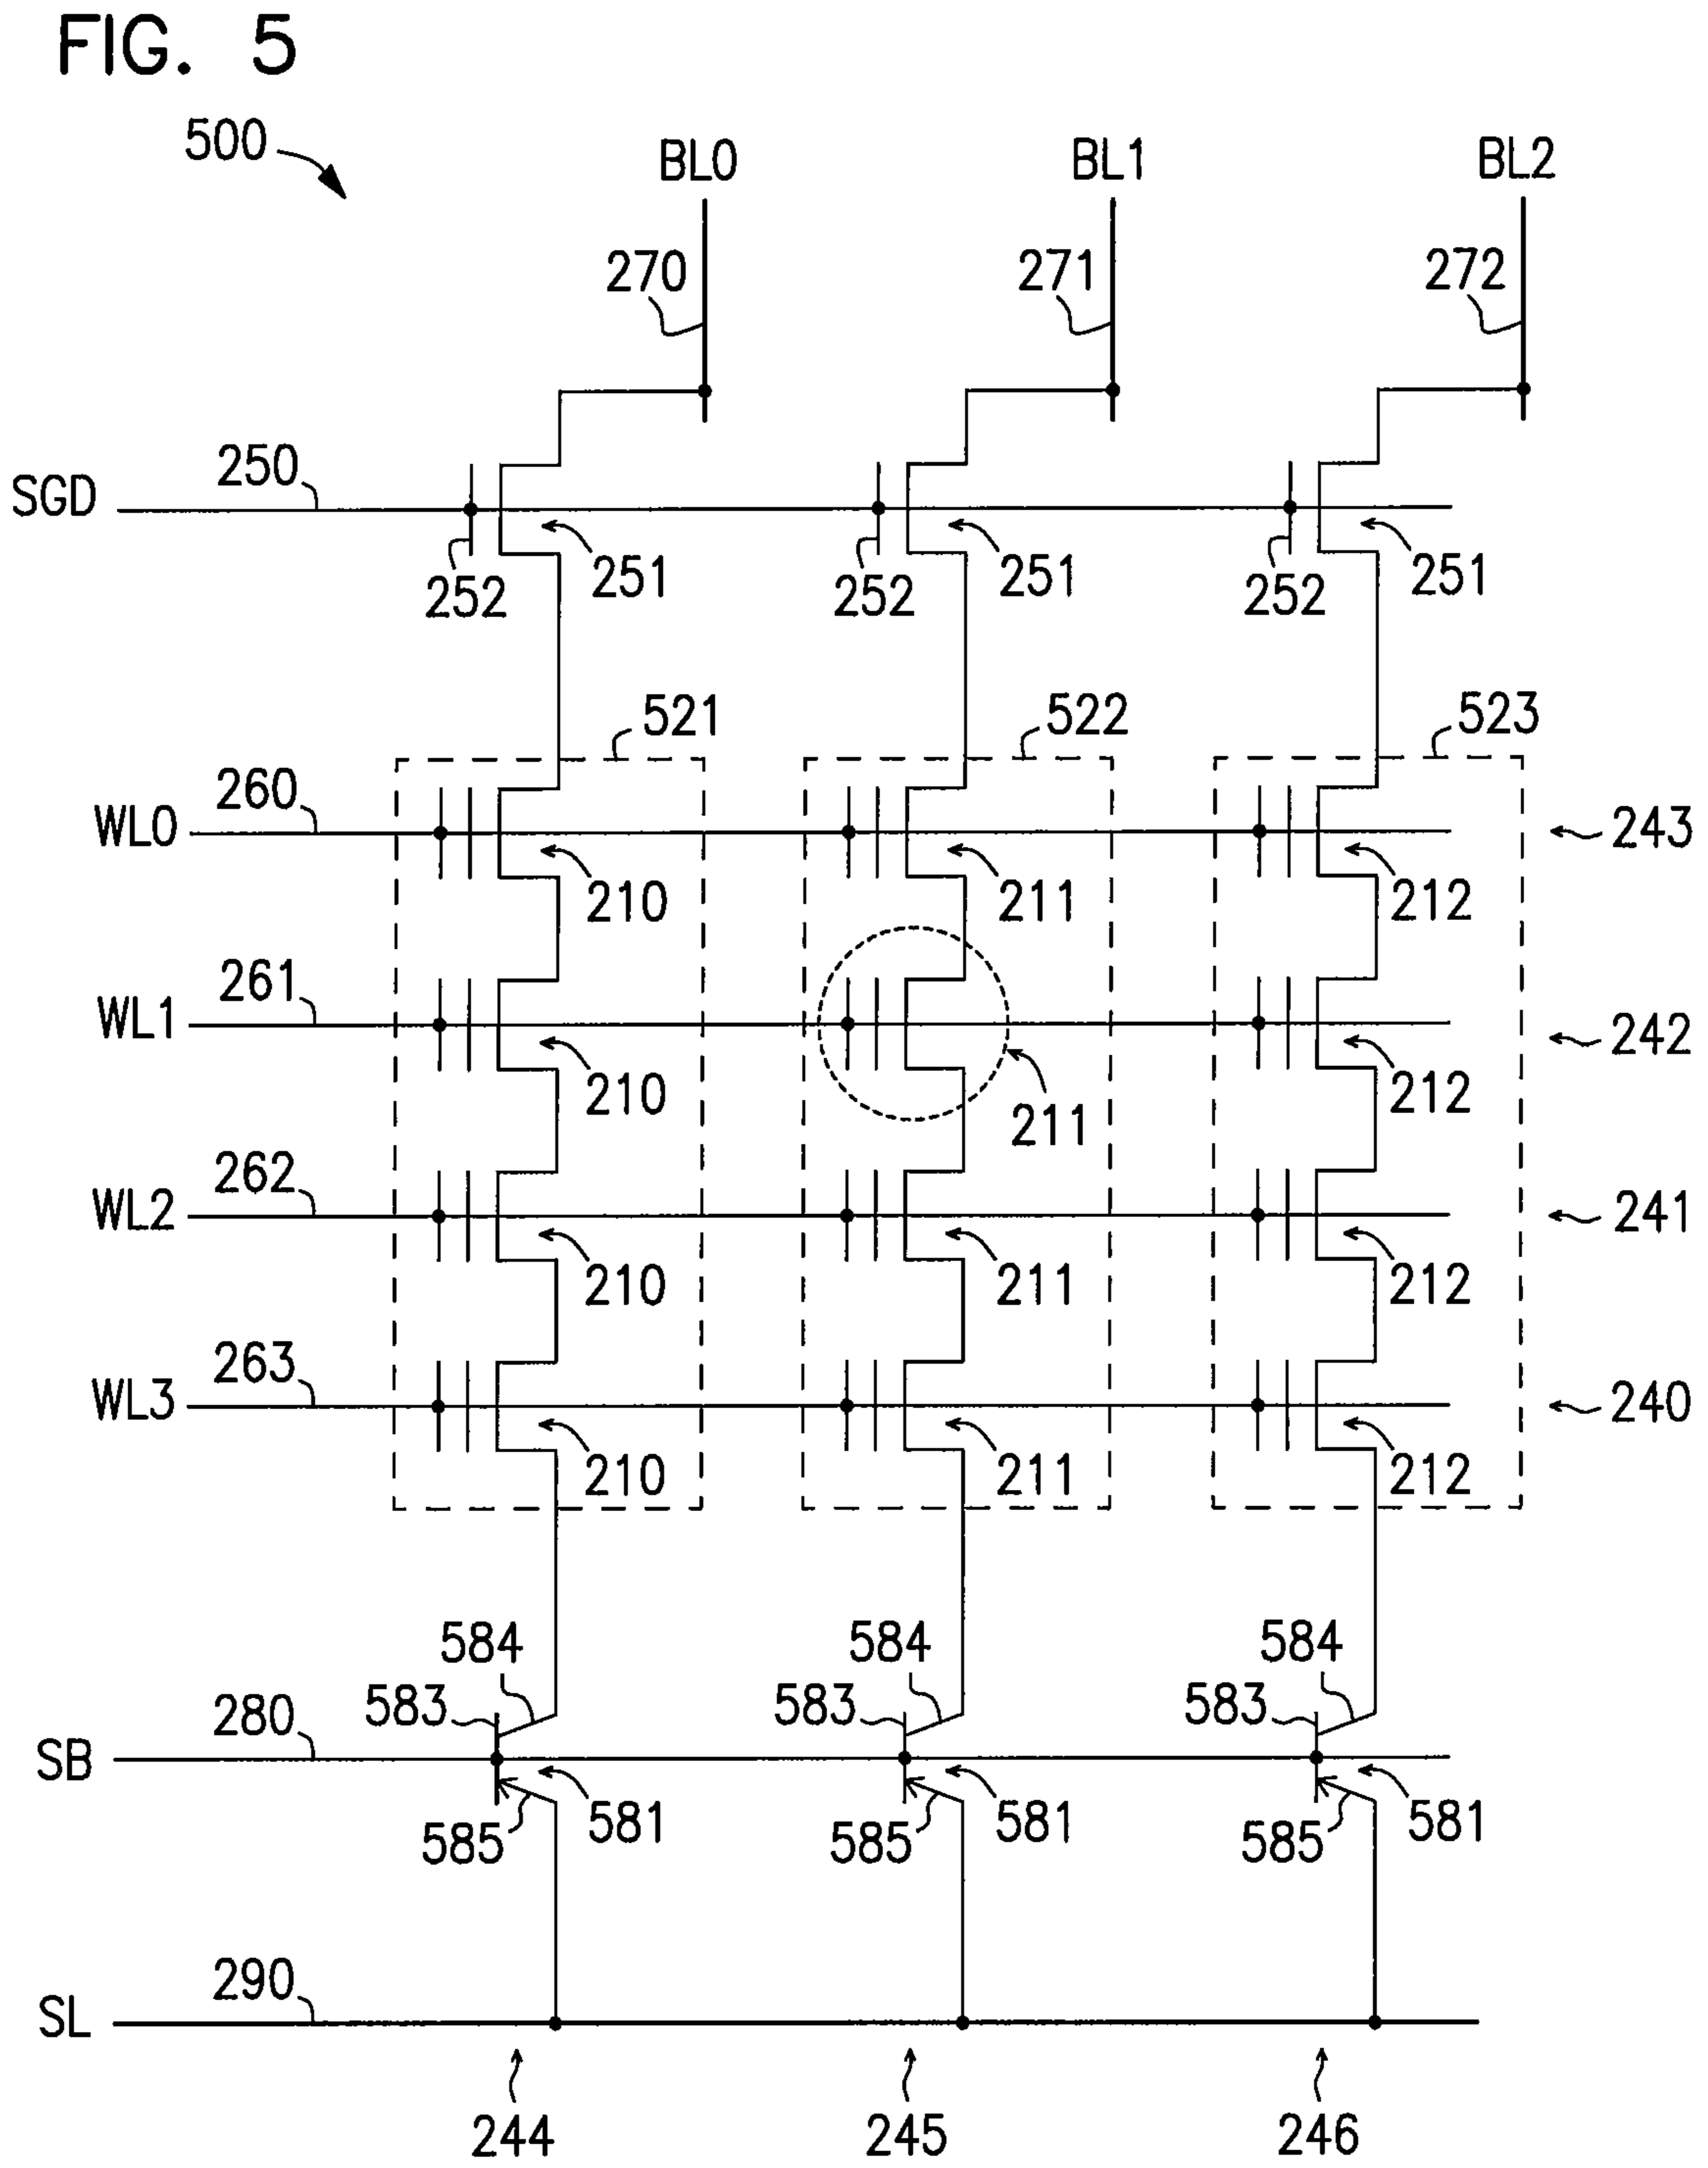 FIG. 5
500
BL0 BL1 BL2
270 271 272
SGD 250
252 251 252 251 252 251
521 522 523
WL0 260 243
210 211 212
WL1 261 242
210 211 212
WL2 262 241
210 211 212
WL3 263 240
210 211 212
584 584 584
583 583 583
SB 280
585 581 585 581 585 581
SL 290
244 245 246